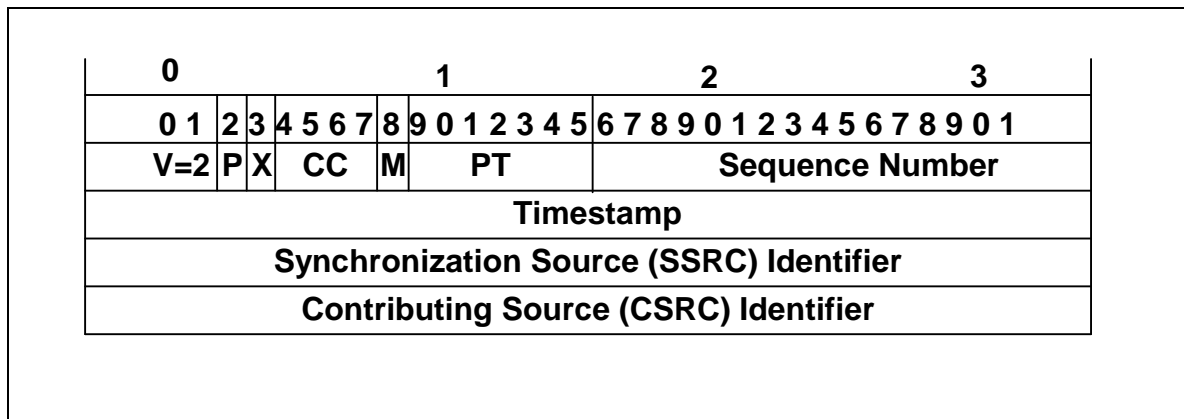 0 1 2 3
0 1 2 3 4 5 6 7 8 9 0 1 2 3 4 5 6 7 8 9 0 1 2 3 4 5 6 7 8 9 0 1
V=2 P X CC M PT Sequence Number
Timestamp
Synchronization Source (SSRC) Identifier
Contributing Source (CSRC) Identifier